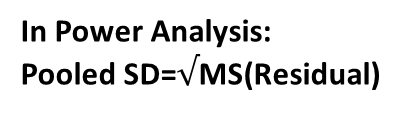 In Power Analysis:
Pooled SD=√MS(Residual)